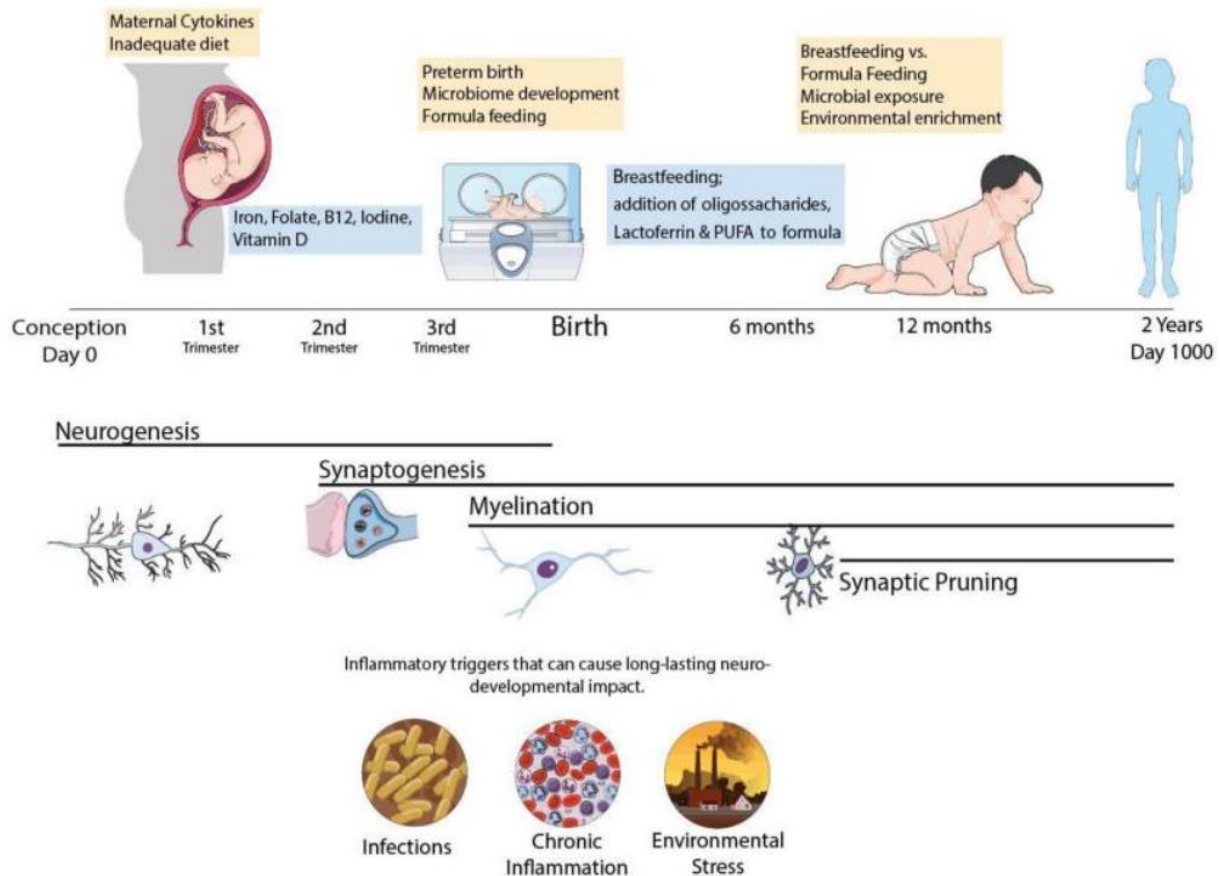 Maternal Cytokines
Inadequate diet
Preterm birth
Microbiome development
Formula feeding
Breastfeeding vs.
Formula Feeding
Microbial exposure
Environmental enrichment
Iron, Folate, B12, Iodine,
Vitamin D
Breastfeeding;
addition of oligossacharides,
Lactoferrin & PUFA to formula
Conception
Day 0
1st
Trimester
2nd
Trimester
3rd
Trimester
Birth
6 months
12 months
2 Years
Day 1000
Neurogenesis
Synaptogenesis
Myelination
Synaptic Pruning
Inflammatory triggers that can cause long-lasting neuro-
developmental impact.
Infections
Chronic
Inflammation
Environmental
Stress